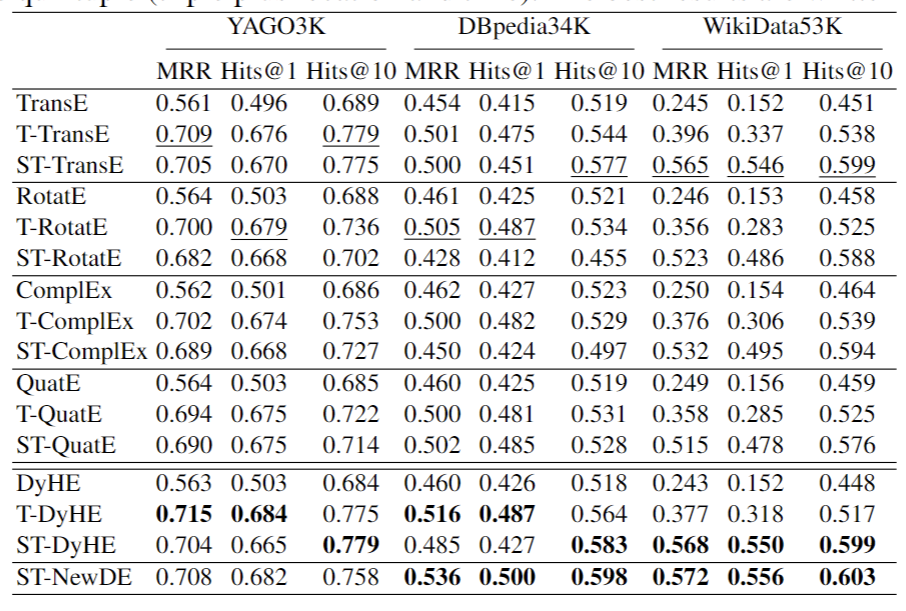 YAGO3K DBpedia34K WikiData53K
MRR Hits@1 Hits@10 MRR Hits@1 Hits@10 MRR Hits@1 Hits@10
TransE 0.561 0.496 0.689 0.454 0.415 0.519 0.245 0.152 0.451
T-TransE 0.709 0.676 0.779 0.501 0.475 0.544 0.396 0.337 0.538
ST-TransE 0.705 0.670 0.775 0.500 0.451 0.577 0.565 0.546 0.599
RotatE 0.564 0.503 0.688 0.461 0.425 0.521 0.246 0.153 0.458
T-RotatE 0.700 0.679 0.736 0.505 0.487 0.534 0.356 0.283 0.525
ST-RotatE 0.682 0.668 0.702 0.428 0.412 0.455 0.523 0.486 0.588
ComplEx 0.562 0.501 0.686 0.462 0.427 0.523 0.250 0.154 0.464
T-ComplEx 0.702 0.674 0.753 0.500 0.482 0.529 0.376 0.306 0.539
ST-ComplEx 0.689 0.668 0.727 0.450 0.424 0.497 0.532 0.495 0.594
QuatE 0.564 0.503 0.685 0.460 0.425 0.519 0.249 0.156 0.459
T-QuatE 0.694 0.675 0.722 0.500 0.481 0.531 0.358 0.285 0.525
ST-QuatE 0.690 0.675 0.714 0.502 0.485 0.528 0.515 0.478 0.576
DyHE 0.563 0.503 0.684 0.460 0.426 0.518 0.243 0.152 0.448
T-DyHE 0.715 0.684 0.775 0.516 0.487 0.564 0.377 0.318 0.517
ST-DyHE 0.704 0.665 0.779 0.485 0.427 0.583 0.568 0.550 0.599
ST-NewDE 0.708 0.682 0.758 0.536 0.500 0.598 0.572 0.556 0.603